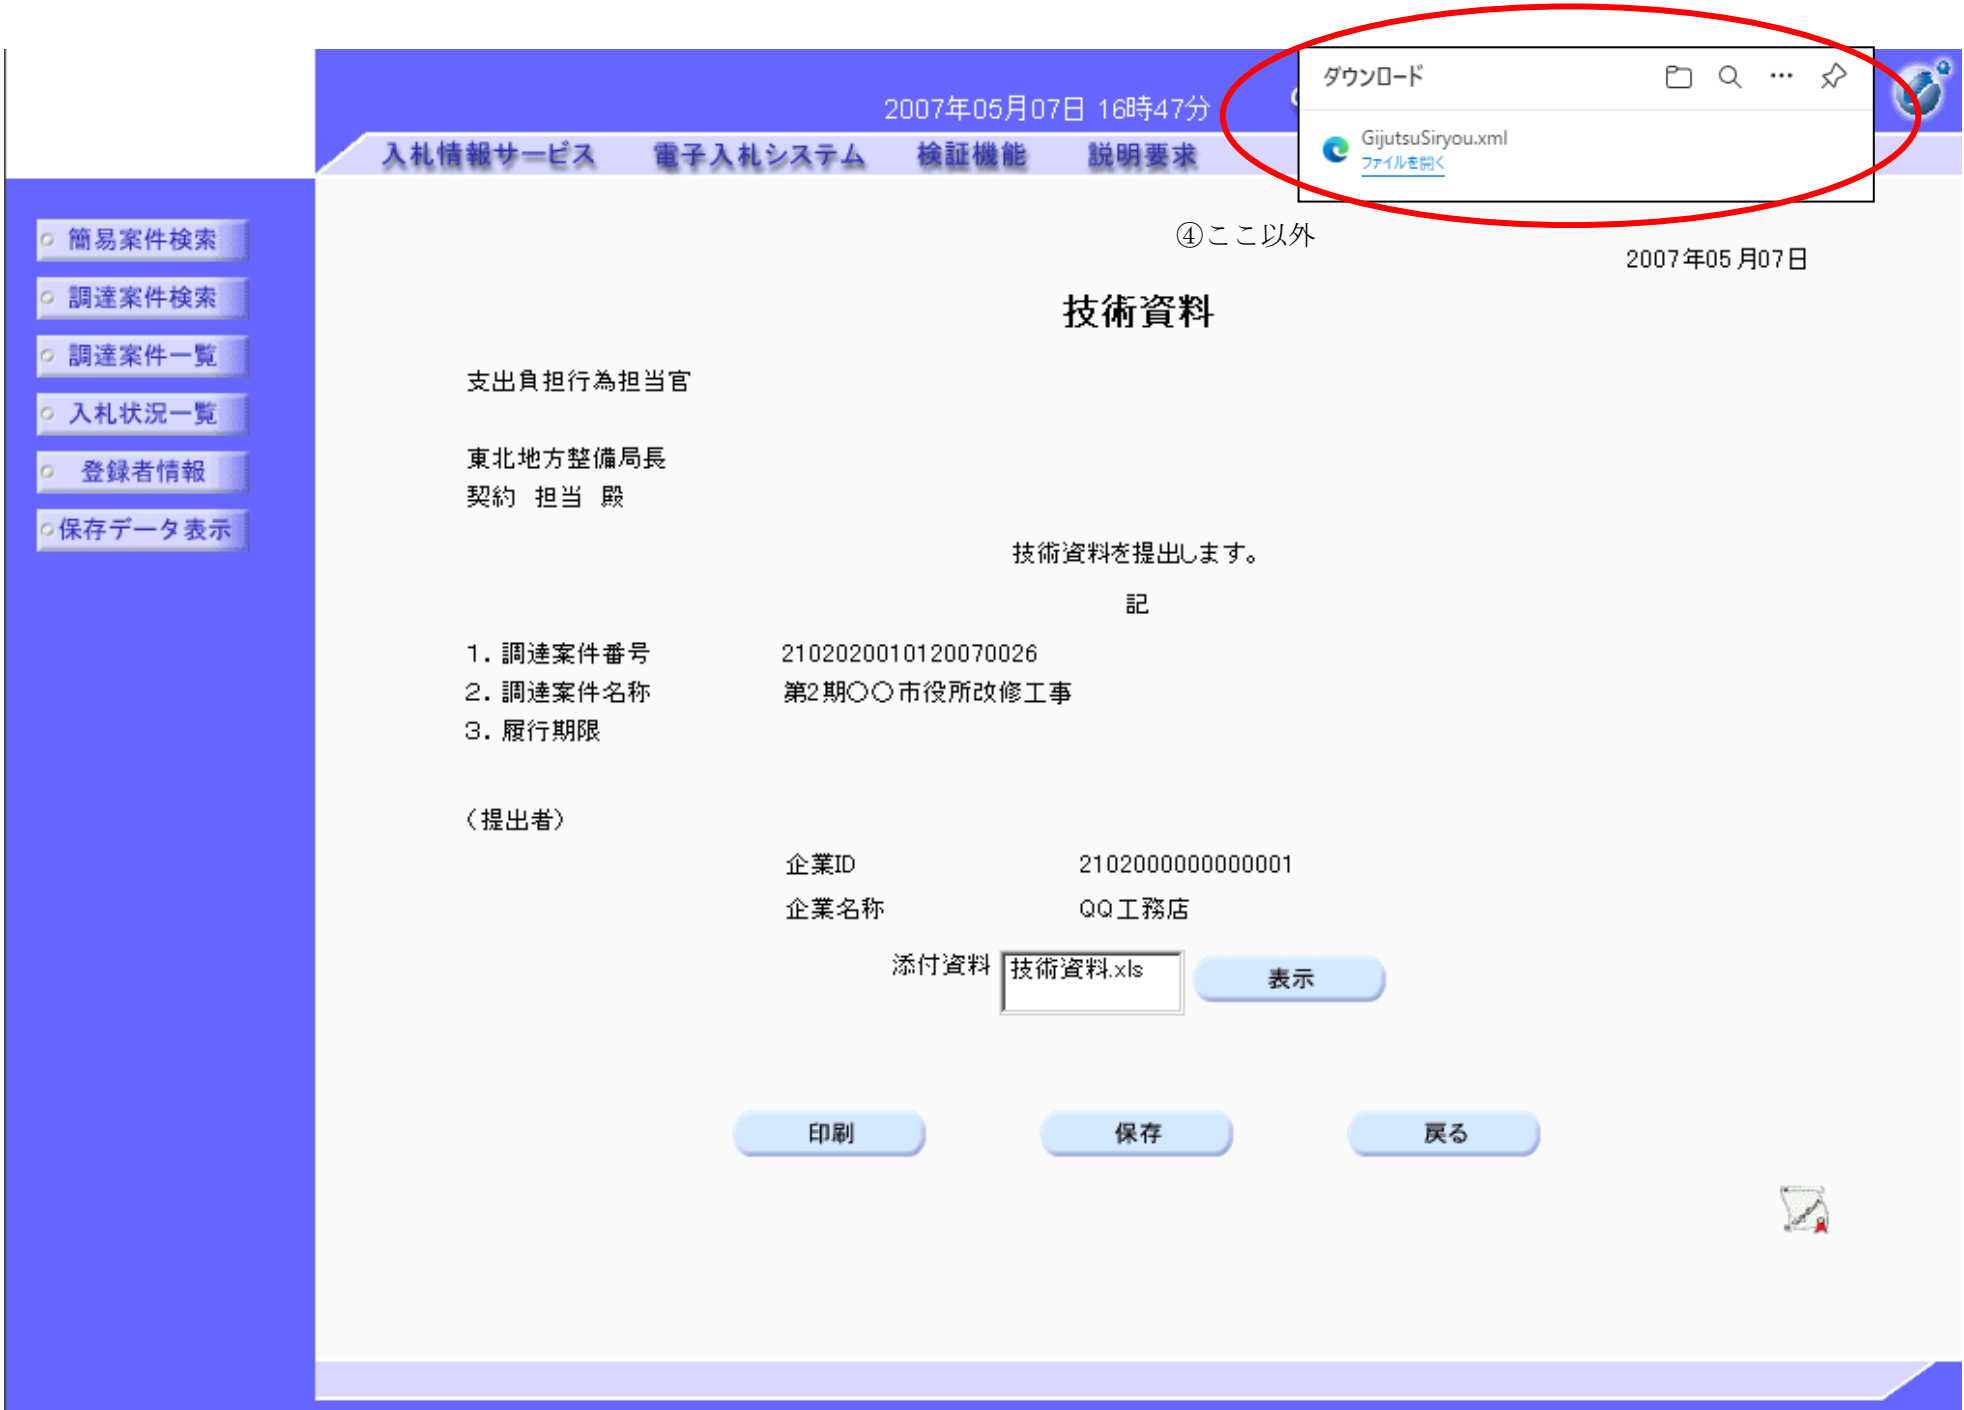 2007年05月07日 16時47分
ダウンロード
GijutsuSiryou.xml
ファイルを開く
入札情報サービス 電子入札システム 検証機能 説明要求
簡易案件検索
調達案件検索
調達案件一覧
入札状況一覧
登録者情報
保存データ表示
④ここ以外
2007年05月07日
技術資料
支出負担行為担当官
東北地方整備局長
契約 担当 殿
技術資料を提出します。
記
1.調達案件番号 2102020010120070026
2.調達案件名称 第2期〇〇市役所改修工事
3.履行期限
(提出者)
企業ID 2102000000000001
企業名称 QQ工務店
添付資料 技術資料.xls 表示
印刷 保存 戻る